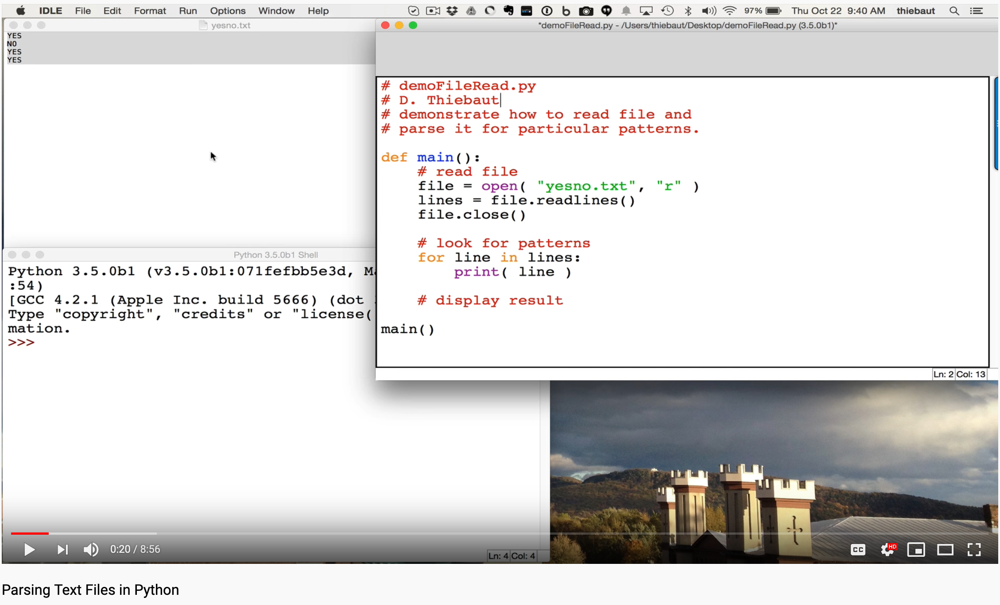 IDLE File Edit Format Run Options Window Help 97% Thu Oct 22 9:40 AM thiebaut
yesno.txt
YES
NO
YES
YES
*demoFileRead.py - /Users/thiebaut/Desktop/demoFileRead.py (3.5.0b1)*
# demoFileRead.py
# D. Thiebaut
# demonstrate how to read file and
# parse it for particular patterns.
def main():
# read file
file = open( "yesno.txt", "r" )
lines = file.readlines()
file.close()
# look for patterns
for line in lines:
print( line )
# display result
main()
Ln: 2 Col: 13
Python 3.5.0b1 Shell
Python 3.5.0b1 (v3.5.0b1:071fefbb5e3d,
:54)
[GCC 4.2.1 (Apple Inc. build 5666) (dot
Type "copyright", "credits" or "license(
mation.
>>>
Ln: 4 Col: 4
0:20 / 8:56
CC HD
Parsing Text Files in Python